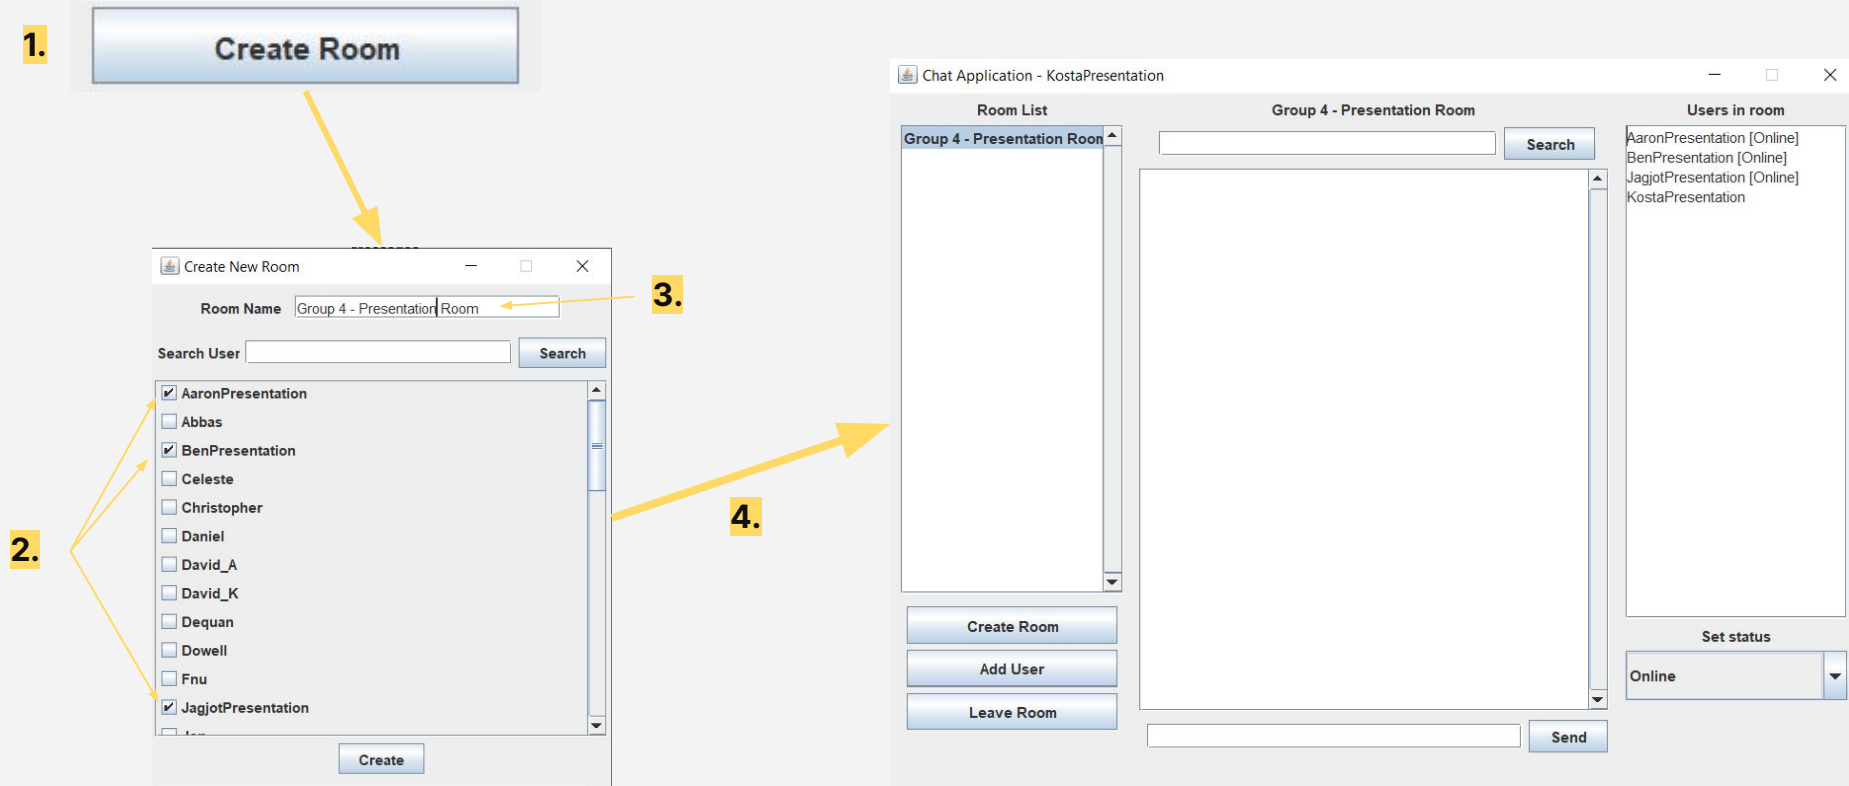 1.
Create Room
Create New Room
Room Name
Group 4 - Presentation Room
3.
Search User
Search
AaronPresentation
Abbas
BenPresentation
Celeste
Christopher
Daniel
David_A
David_K
Dequan
Dowell
Fnu
JagjotPresentation
Create
2.
4.
Chat Application - KostaPresentation
Room List
Group 4 - Presentation Room
Users in room
Group 4 - Presentation Room
Search
AaronPresentation [Online]
BenPresentation [Online]
JagjotPresentation [Online]
KostaPresentation
Create Room
Add User
Leave Room
Set status
Online
Send